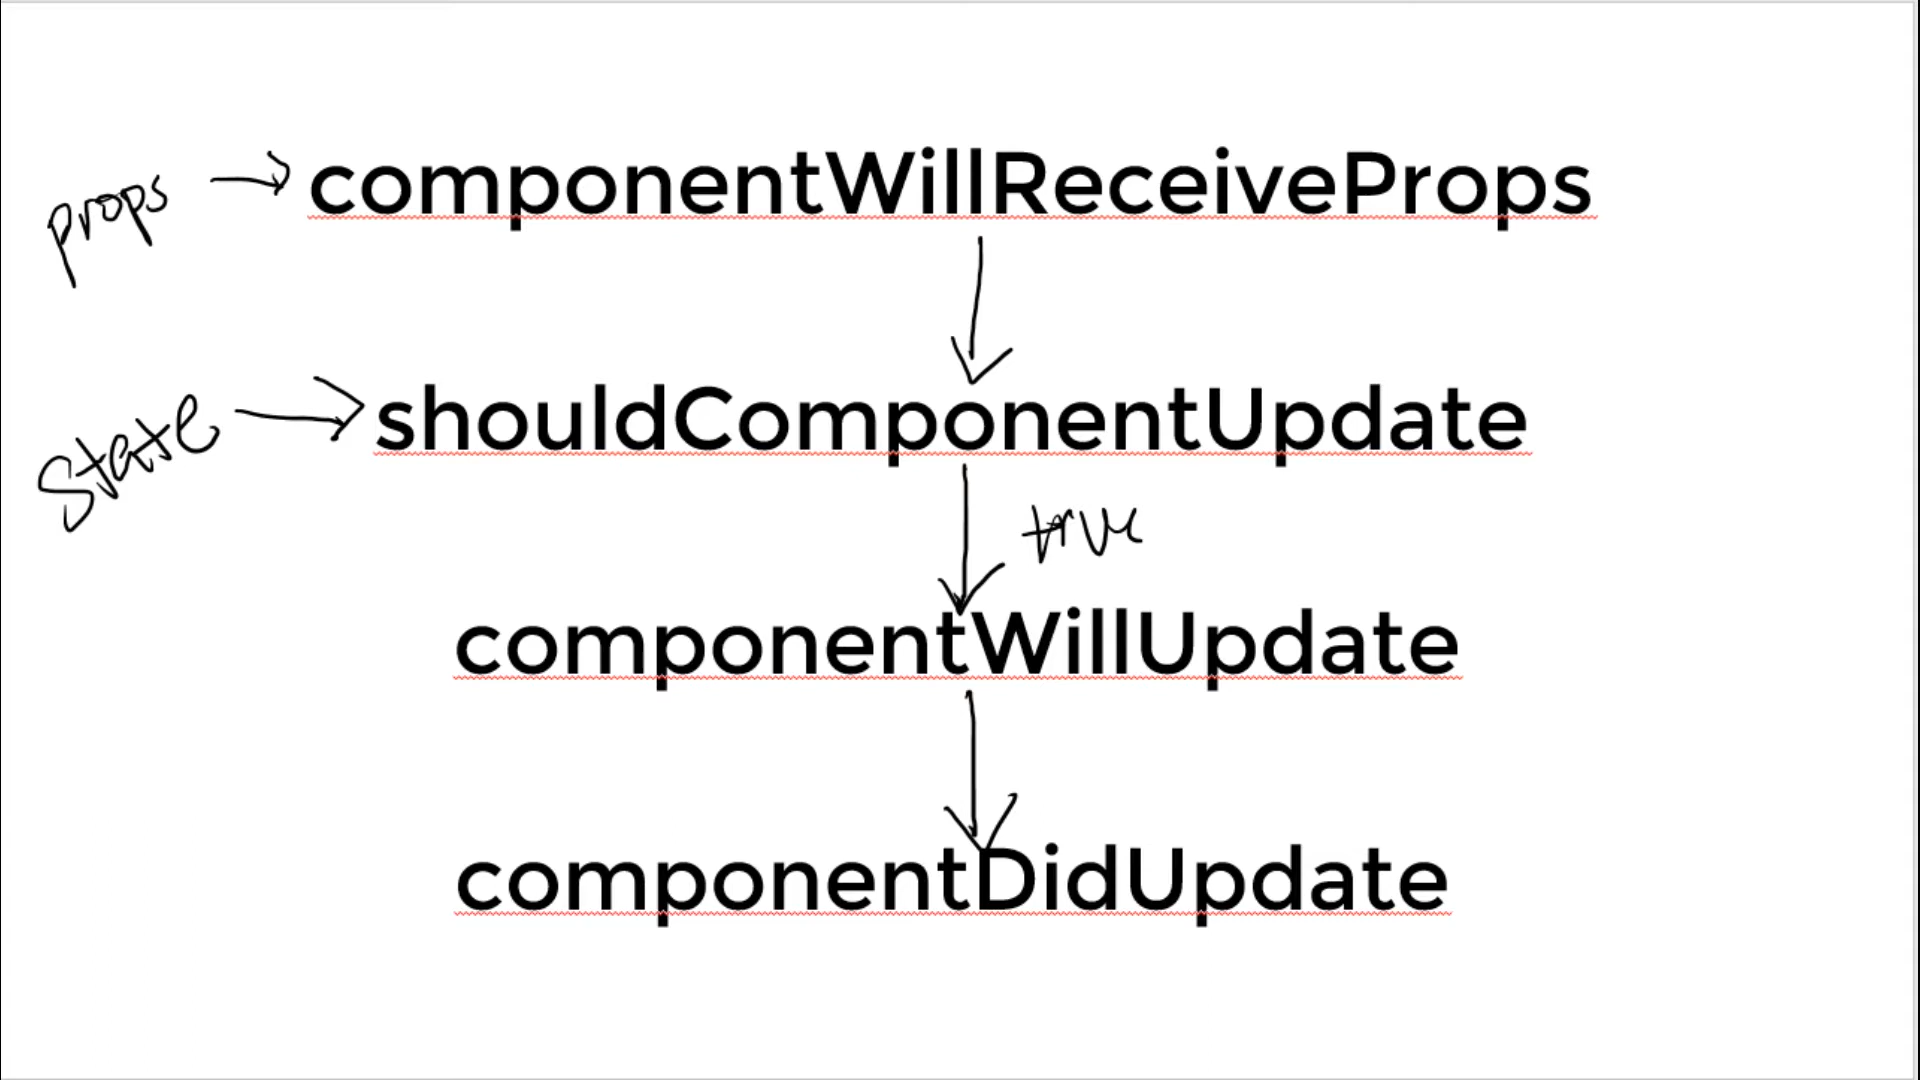 props componentWillReceiveProps
State shouldComponentUpdate
true
componentWillUpdate
componentDidUpdate